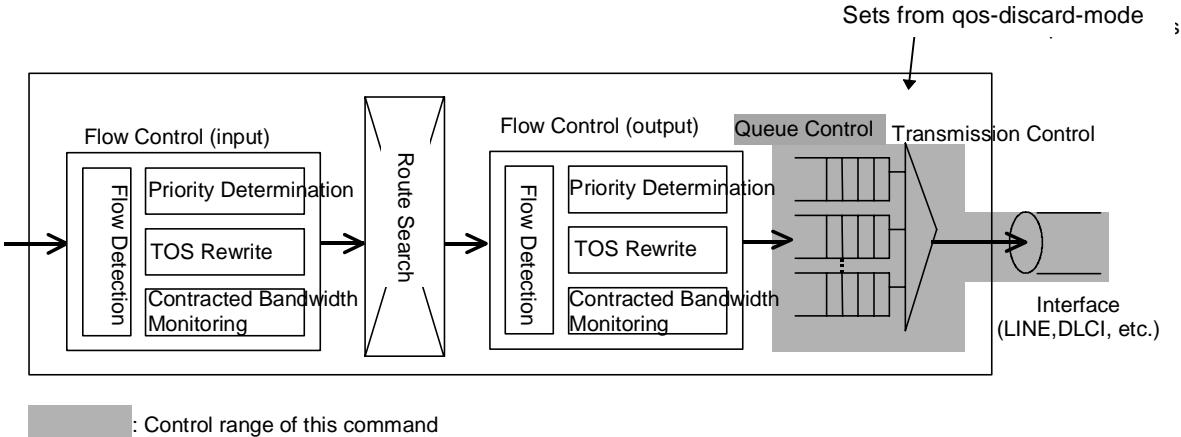 Sets from qos-discard-mode
s
Flow Control (input)
Flow Detection
Priority Determination
TOS Rewrite
Contracted Bandwidth
Monitoring
Route Search
Flow Control (output)
Flow Detection
Priority Determination
TOS Rewrite
Contracted Bandwidth
Monitoring
Queue Control
Transmission Control
Interface
(LINE,DLCI, etc.)
: Control range of this command